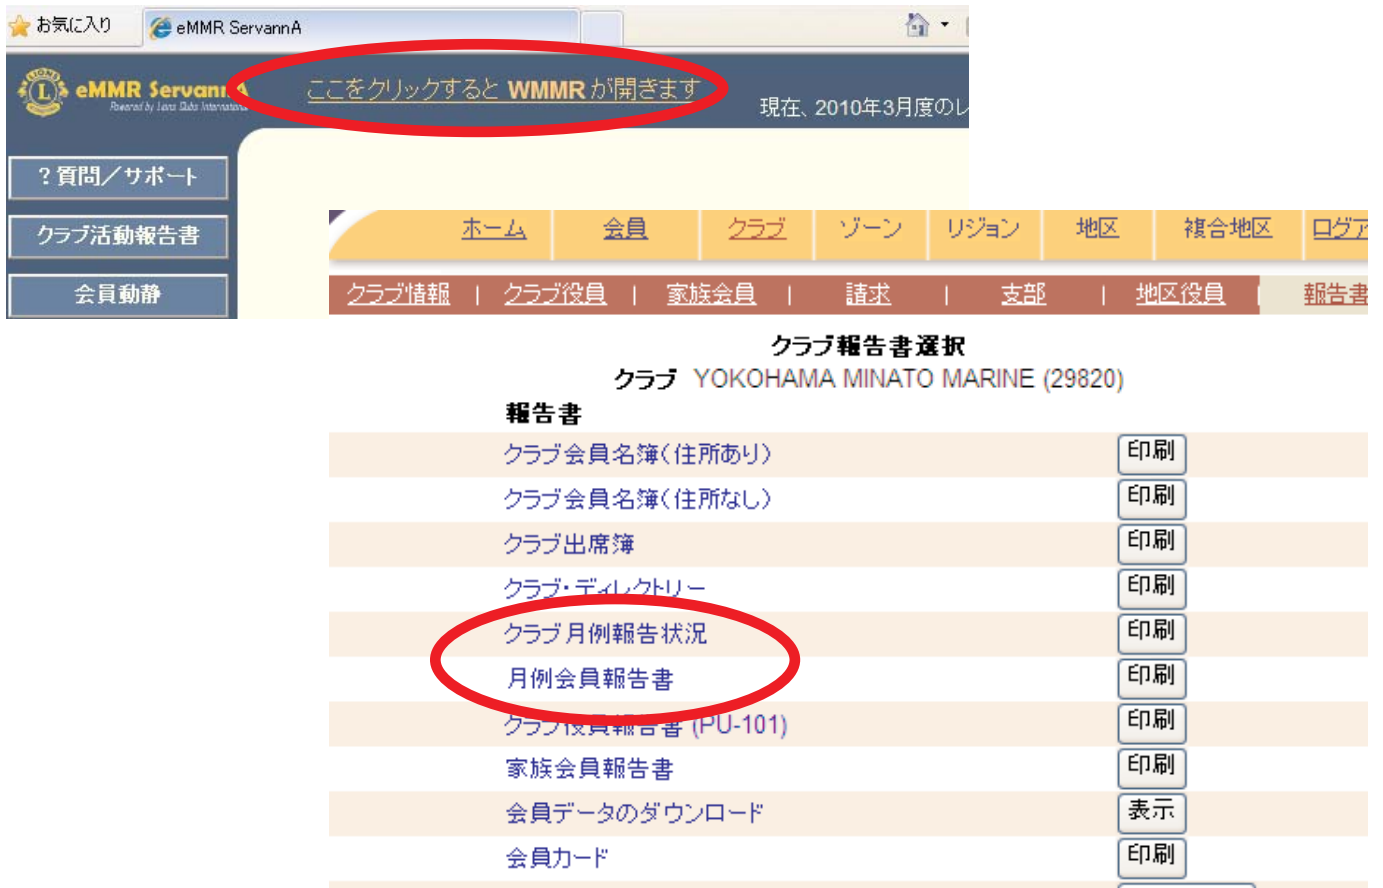 お気に入り
eMMR ServannA
eMMR ServannA
Powered by Lions Clubs International
ここをクリックすると WMMR が開きます
現在、2010年3月度のレ
?質問／サポート
クラブ活動報告書
会員動静
ホーム 会員 クラブ ゾーン リジョン 地区 複合地区 ログア
クラブ情報 | クラブ役員 | 家族会員 | 請求 | 支部 | 地区役員 | 報告書
クラブ報告書選択
クラブ YOKOHAMA MINATO MARINE (29820)
報告書
クラブ会員名簿(住所あり) 印刷
クラブ会員名簿(住所なし) 印刷
クラブ出席簿 印刷
クラブ・ディレクトリー 印刷
クラブ月例報告状況 印刷
月例会員報告書 印刷
クラブ役員報告書 (PU-101) 印刷
家族会員報告書 印刷
会員データのダウンロード 表示
会員カード 印刷